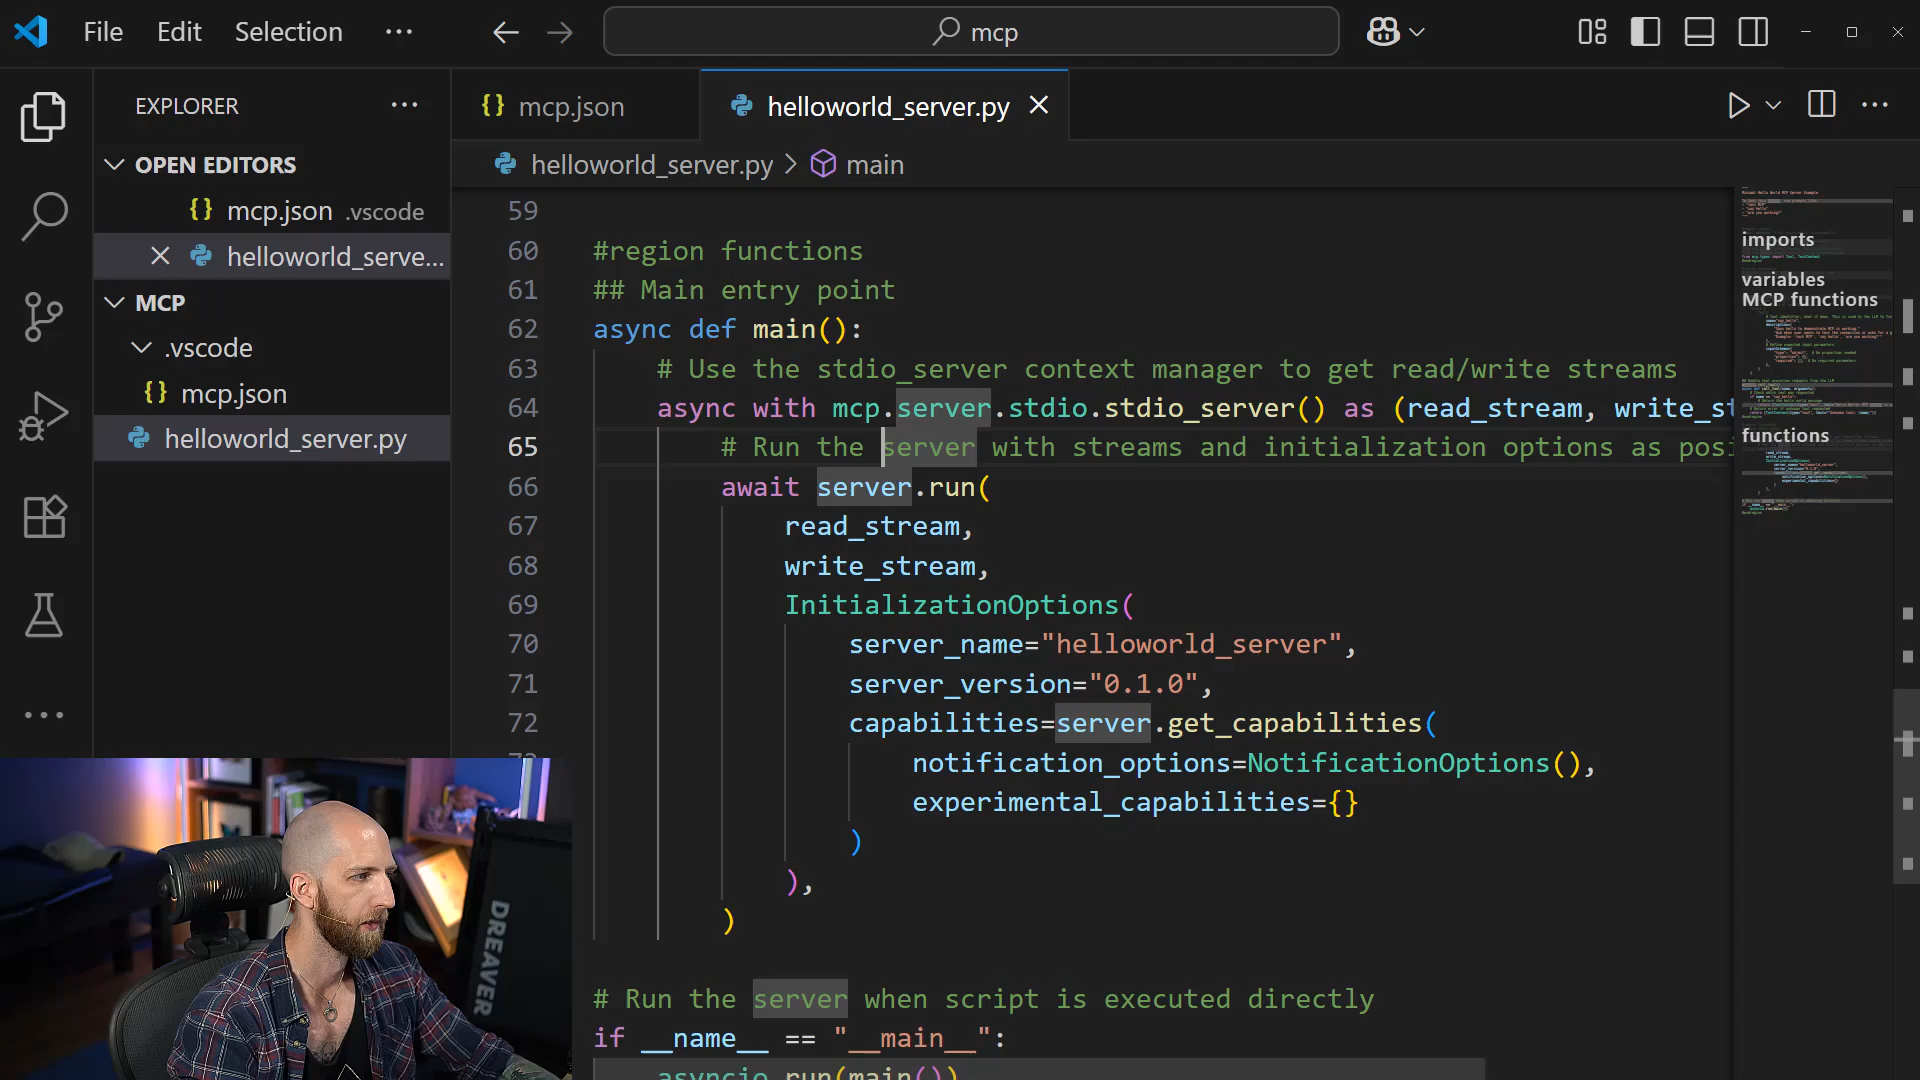 File Edit Selection ··· mcp
EXPLORER ···
mcp.json
helloworld_server.py
OPEN EDITORS
helloworld_server.py > main
mcp.json .vscode
helloworld_serve...
MCP
.vscode
mcp.json
helloworld_server.py
59
60 #region functions
61 ## Main entry point
62 async def main():
63 # Use the stdio_server context manager to get read/write streams
64 async with mcp.server.stdio.stdio_server() as (read_stream, write_st
65 # Run the server with streams and initialization options as posi
66 await server.run(
67 read_stream,
68 write_stream,
69 InitializationOptions(
70 server_name="helloworld_server",
71 server_version="0.1.0",
72 capabilities=server.get_capabilities(
notification_options=NotificationOptions(),
experimental_capabilities={}
)
),
)
# Run the server when script is executed directly
if __name__ == "__main__":
asyncio.run(main())
imports
variables
MCP functions
functions
DREAVER